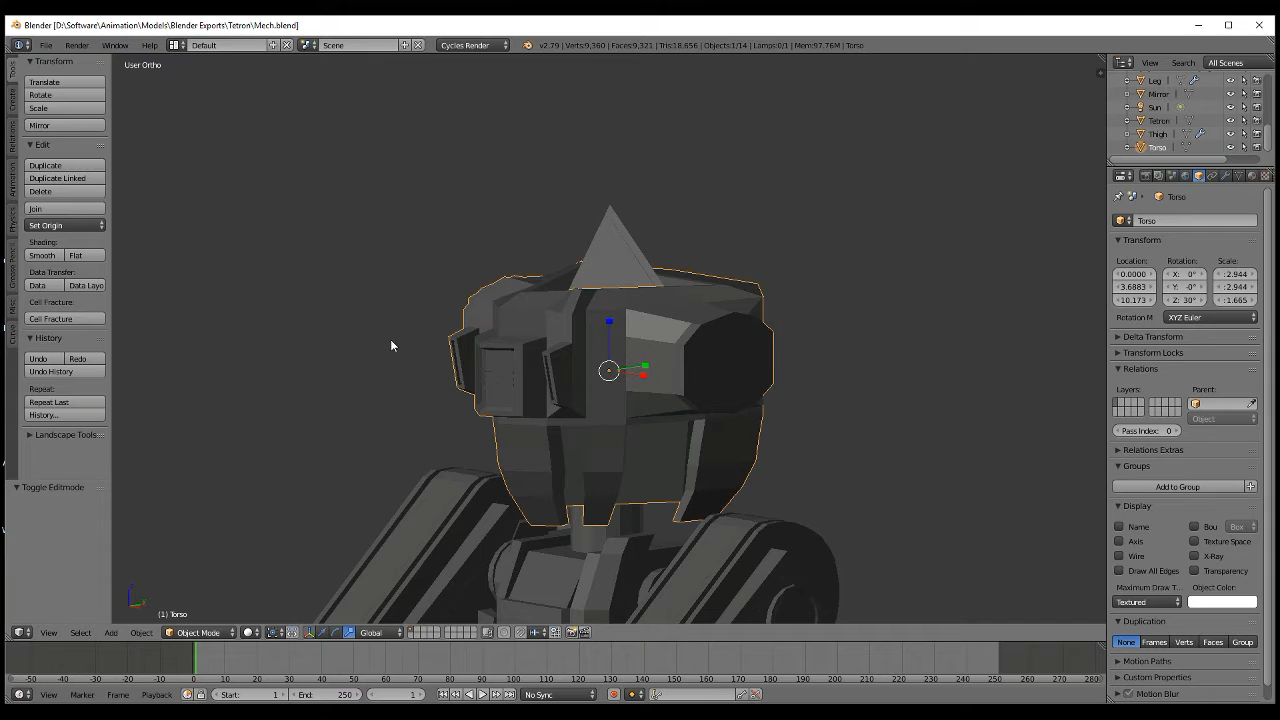 Blender [D:\Software\Animation\Models\Blender Exports\Tetron\Mech.blend]
File Render Window Help Default Scene Cycles Render v2.79 | Verts:9,360 | Faces:9,321 | Tris:18,656 | Objects:1/14 | Lamps:0/1 | Mem:97.76M | Torso
Tools
Create
Relations
Animation
Physics
Grease Pencil
Misc
Curve
Transform
Translate
Rotate
Scale
Mirror
Edit
Duplicate
Duplicate Linked
Delete
Join
Set Origin
Shading:
Smooth Flat
Data Transfer:
Data Data Layo
Cell Fracture:
Cell Fracture
History
Undo Redo
Undo History
Repeat:
Repeat Last
History...
Landscape Tools
Toggle Editmode
User Ortho
(1) Torso
View Select Add Object Object Mode Global
View Search All Scenes
Leg
Mirror
Sun
Tetron
Thigh
Torso
Torso
Torso
Transform
Location: Rotation: Scale:
0.0000 X: 0° :2.944
3.6883 Y: -0° :2.944
10.173 Z: 30° :1.665
Rotation M XYZ Euler
Delta Transform
Transform Locks
Relations
Layers: Parent:
Object
Pass Index: 0
Relations Extras
Groups
Add to Group
Display
Name Bou Box
Axis Texture Space
Wire X-Ray
Draw All Edges Transparency
Maximum Draw T... Object Color:
Textured
Duplication
None Frames Verts Faces Group
Motion Paths
Custom Properties
Motion Blur
-50 -40 -30 -20 -10 0 10 20 30 40 50 60 70 80 90 100 110 120 130 140 150 160 170 180 190 200 210 220 230 240 250 260 270 280
View Marker Frame Playback Start: 1 End: 250 1 No Sync